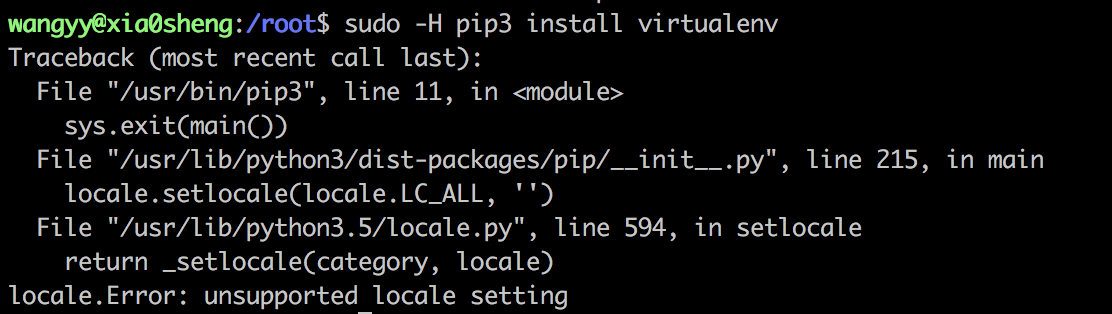 wangyy@xia0sheng:/root$ sudo -H pip3 install virtualenv
Traceback (most recent call last):
  File "/usr/bin/pip3", line 11, in <module>
    sys.exit(main())
  File "/usr/lib/python3/dist-packages/pip/__init__.py", line 215, in main
    locale.setlocale(locale.LC_ALL, '')
  File "/usr/lib/python3.5/locale.py", line 594, in setlocale
    return _setlocale(category, locale)
locale.Error: unsupported locale setting